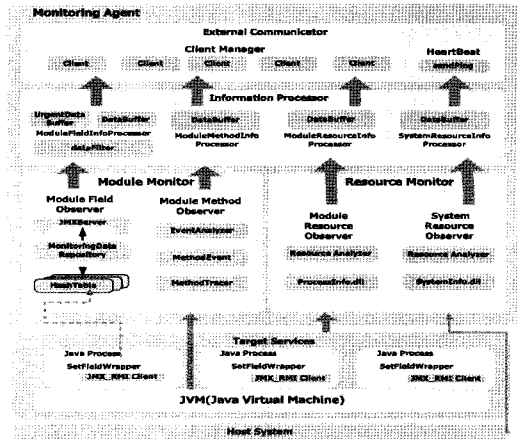 Monitoring Agent
External Communicator
Client Manager
Client Client Client Client Client
HeartBeat
sendPing
Information Processor
UrgentData Buffer
DataBuffer
ModuleFieldInfoProcessor
dataFilter
DataBuffer
ModuleMethodInfo Processor
DataBuffer
ModuleResourceInfo Processor
DataBuffer
SystemResourceInfo Processor
Module Monitor
Module Field Observer
JMXServer
MonitoringData Repository
HashTable
Module Method Observer
EventAnalyzer
MethodEvent
MethodTracer
Resource Monitor
Module Resource Observer
Resource Analyzer
ProcessInfo.dll
System Resource Observer
Resource Analyzer
SystemInfo.dll
Target Services
Java Process
SetFieldWrapper
JMX_RMI Client
Java Process
SetFieldWrapper
JMX_RMI Client
Java Process
SetFieldWrapper
JMX_RMI Client
JVM(Java Virtual Machine)
Host System